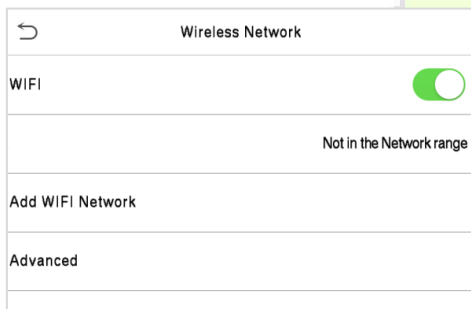 Wireless Network
WIFI
Not in the Network range
Add WIFI Network
Advanced